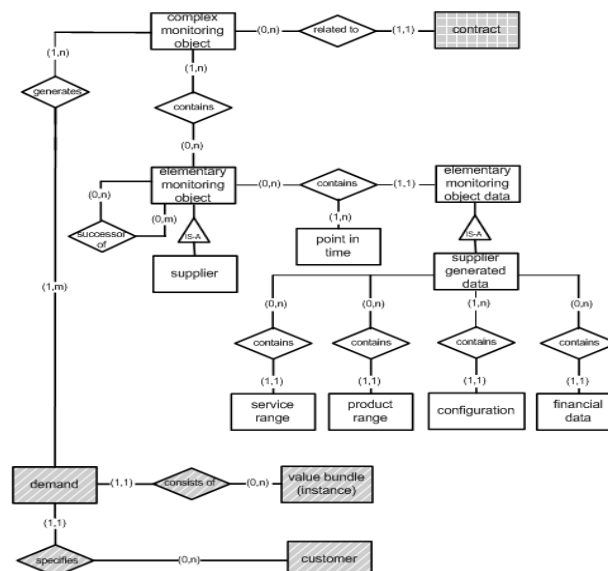 complex
monitoring
object
(0,n)
related to
(1,1)
contract
(1,n)
(1,n)
generates
contains
(0,n)
elementary
monitoring
object
(0,n)
contains
(1,1)
elementary
monitoring
object data
(0,n)
(0,m)
successor
of
IS-A
(1,n)
IS-A
point in
time
supplier
supplier
generated
data
(1,m)
(0,n)
(0,n)
(1,n)
(0,n)
contains
contains
contains
contains
(1,1)
(1,1)
(1,1)
(1,1)
service
range
product
range
configuration
financial
data
demand
(1,1)
consists of
(0,n)
value bundle
(instance)
(1,1)
specifies
(0,n)
customer